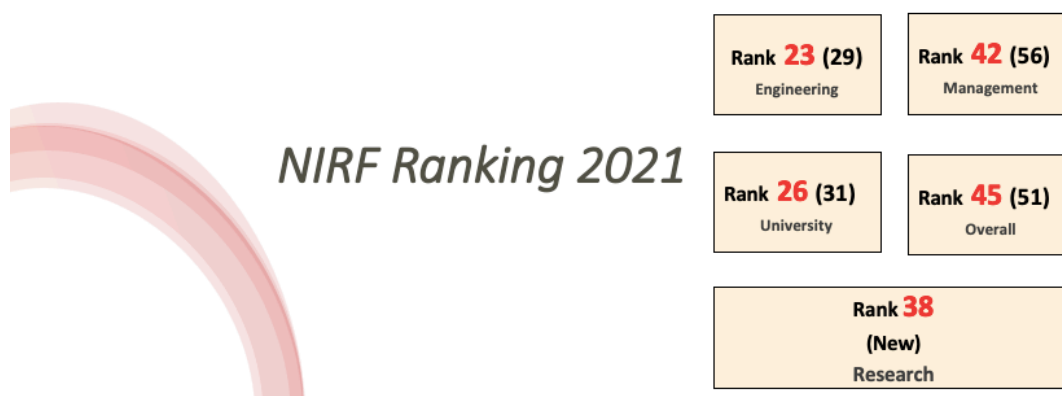 NIRF Ranking 2021
Rank 23 (29)
Engineering
Rank 42 (56)
Management
Rank 26 (31)
University
Rank 45 (51)
Overall
Rank 38
(New)
Research